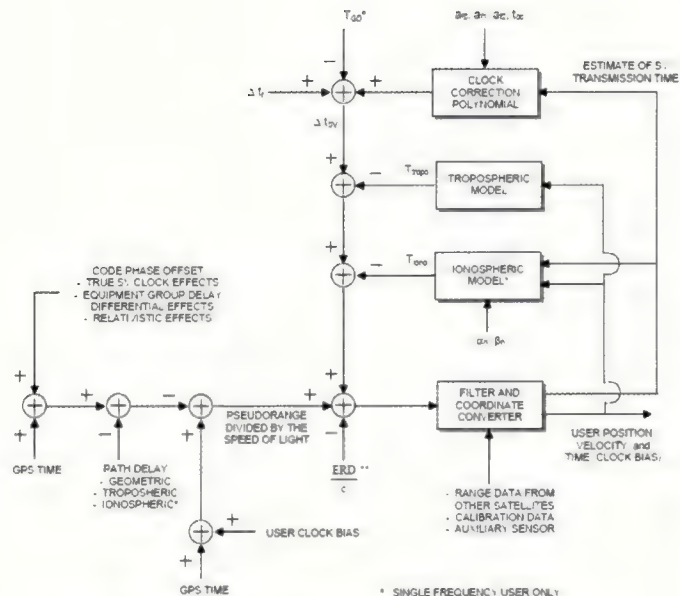 T_GD*
a_f0, a_f1, a_f2, t_oc
ESTIMATE OF SV
TRANSMISSION TIME
CLOCK
CORRECTION
POLYNOMIAL
Δ t_r
Δ t_SV
T_tropo
TROPOSPHERIC
MODEL
T_iono
IONOSPHERIC
MODEL*
α_n, β_n
CODE PHASE OFFSET
- TRUE SV CLOCK EFFECTS
- EQUIPMENT GROUP DELAY
DIFFERENTIAL EFFECTS
- RELATIVISTIC EFFECTS
FILTER AND
COORDINATE
CONVERTER
PSEUDORANGE
DIVIDED BY THE
SPEED OF LIGHT
USER POSITION
VELOCITY and
TIME (CLOCK BIAS)
GPS TIME
PATH DELAY
- GEOMETRIC
- TROPOSHERIC
- IONOSPHERIC*
ERD **
c
- RANGE DATA FROM
OTHER SATELLITES
- CALIBRATION DATA
- AUXILIARY SENSOR
USER CLOCK BIAS
GPS TIME
* SINGLE FREQUENCY USER ONLY